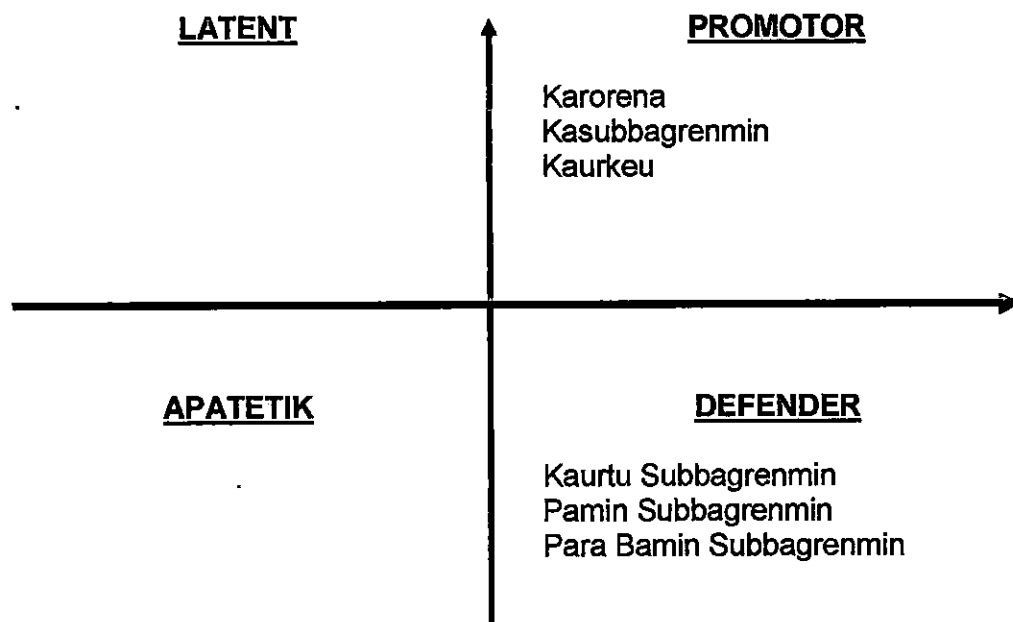 LATENT
PROMOTOR
Karorena
Kasubbagrenmin
Kaurkeu
APATETIK
DEFENDER
Kaurtu Subbagrenmin
Pamin Subbagrenmin
Para Bamin Subbagrenmin